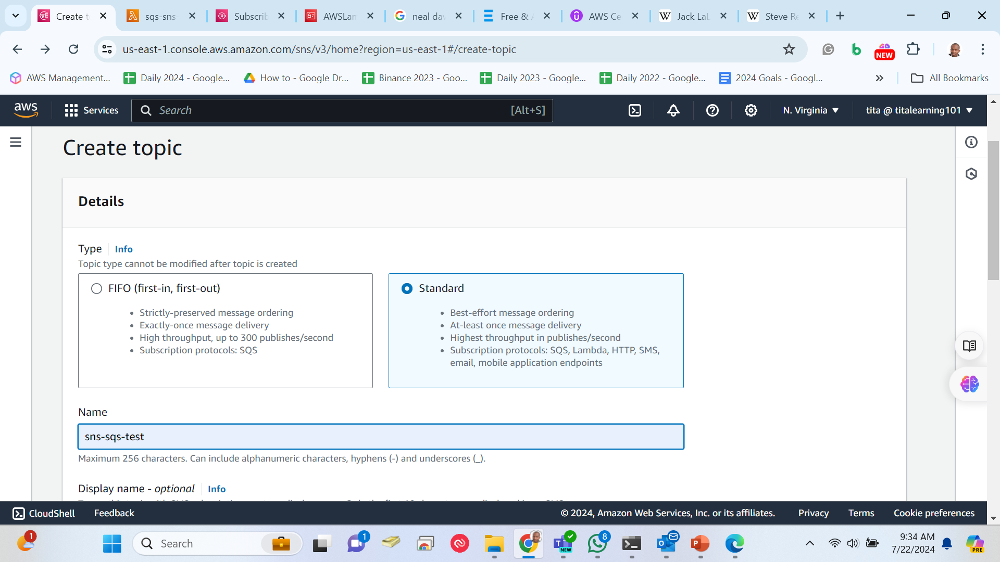 Create t
sqs-sns-
Subscrib
AWSLam
neal dav
Free & A
AWS Ce
Jack LaL
Steve Re
us-east-1.console.aws.amazon.com/sns/v3/home?region=us-east-1#/create-topic
NEW
AWS Management...
Daily 2024 - Google...
How to - Google Dr...
Binance 2023 - Goo...
Daily 2023 - Google...
Daily 2022 - Google...
2024 Goals - Googl...
All Bookmarks
aws
Services
Search
[Alt+S]
N. Virginia
tita @ titalearning101
Create topic
Details
Type
Info
Topic type cannot be modified after topic is created
FIFO (first-in, first-out)
• Strictly-preserved message ordering
• Exactly-once message delivery
• High throughput, up to 300 publishes/second
• Subscription protocols: SQS
Standard
• Best-effort message ordering
• At-least once message delivery
• Highest throughput in publishes/second
• Subscription protocols: SQS, Lambda, HTTP, SMS,
email, mobile application endpoints
Name
sns-sqs-test
Maximum 256 characters. Can include alphanumeric characters, hyphens (-) and underscores (_).
Display name - optional
Info
CloudShell
Feedback
© 2024, Amazon Web Services, Inc. or its affiliates.
Privacy
Terms
Cookie preferences
1
Search
1
NEW
8
9:34 AM
7/22/2024
PRE